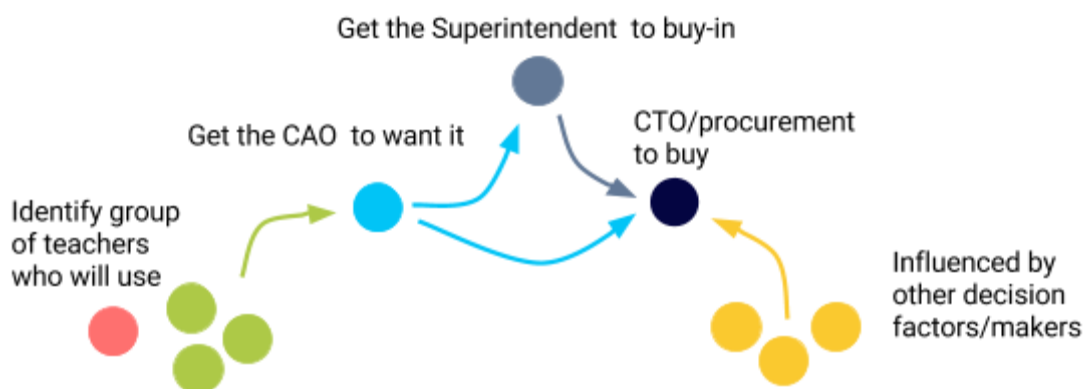 Get the Superintendent to buy-in
Get the CAO to want it
CTO/procurement
to buy
Identify group
of teachers
who will use
Influenced by
other decision
factors/makers